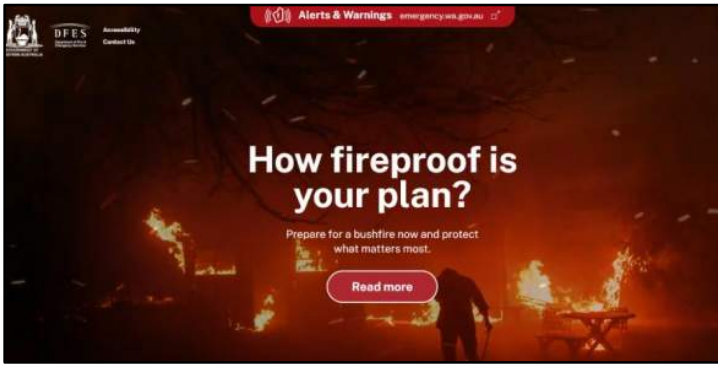 Alerts & Warnings emergency.wa.gov.au
DFES
Accessibility
Contact Us
How fireproof is
your plan?
Prepare for a bushfire now and protect
what matters most.
Read more